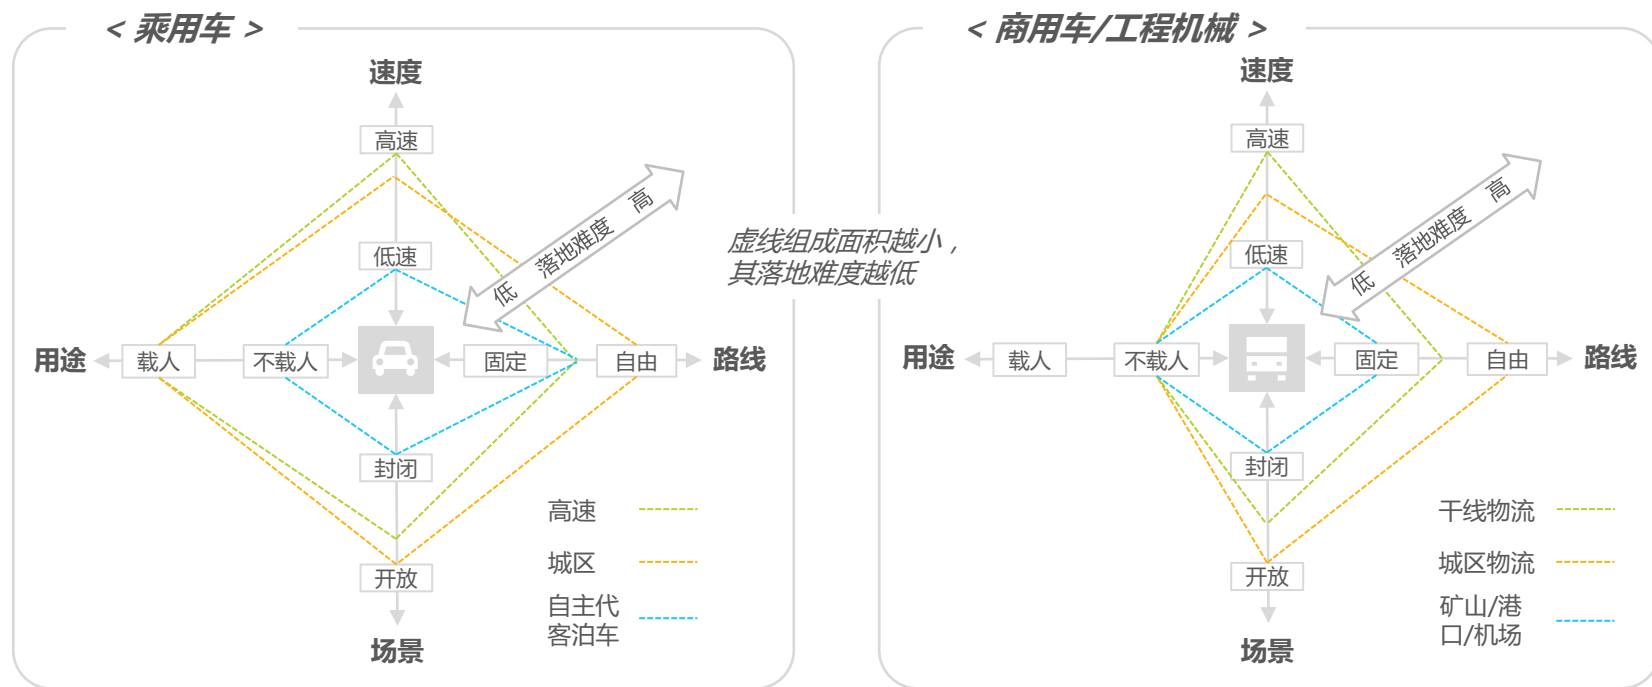 < 乘用车 >
速度
高速
低速
低 落地难度 高
用途
载人
不载人
固定
自由
路线
封闭
开放
场景
高速
城区
自主代
客泊车
虚线组成面积越小，
其落地难度越低
< 商用车/工程机械 >
速度
高速
低速
低 落地难度 高
用途
载人
不载人
固定
自由
路线
封闭
开放
场景
干线物流
城区物流
矿山/港
口/机场